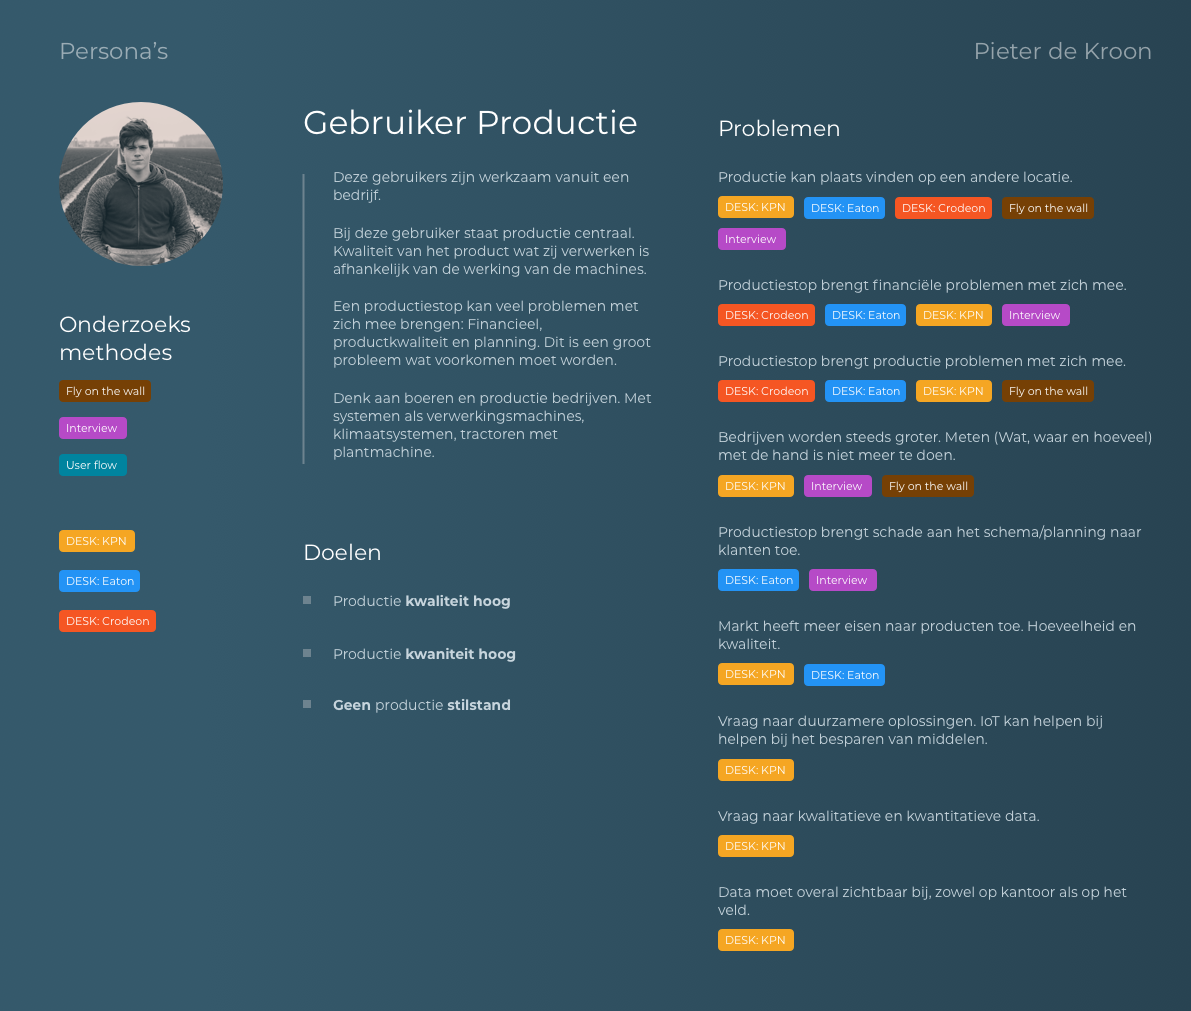 Persona’s
Pieter de Kroon
Onderzoeks
methodes
Fly on the wall
Interview
User flow
DESK: KPN
DESK: Eaton
DESK: Crodeon
Gebruiker Productie
Deze gebruikers zijn werkzaam vanuit een
bedrijf.
Bij deze gebruiker staat productie centraal.
Kwaliteit van het product wat zij verwerken is
afhankelijk van de werking van de machines.
Een productiestop kan veel problemen met
zich mee brengen: Financieel,
productkwaliteit en planning. Dit is een groot
probleem wat voorkomen moet worden.
Denk aan boeren en productie bedrijven. Met
systemen als verwerkingsmachines,
klimaatsystemen, tractoren met
plantmachine.
Doelen
Productie kwaliteit hoog
Productie kwaniteit hoog
Geen productie stilstand
Problemen
Productie kan plaats vinden op een andere locatie.
DESK: KPN DESK: Eaton DESK: Crodeon Fly on the wall
Interview
Productiestop brengt financiële problemen met zich mee.
DESK: Crodeon DESK: Eaton DESK: KPN Interview
Productiestop brengt productie problemen met zich mee.
DESK: Crodeon DESK: Eaton DESK: KPN Fly on the wall
Bedrijven worden steeds groter. Meten (Wat, waar en hoeveel)
met de hand is niet meer te doen.
DESK: KPN Interview Fly on the wall
Productiestop brengt schade aan het schema/planning naar
klanten toe.
DESK: Eaton Interview
Markt heeft meer eisen naar producten toe. Hoeveelheid en
kwaliteit.
DESK: KPN DESK: Eaton
Vraag naar duurzamere oplossingen. IoT kan helpen bij
helpen bij het besparen van middelen.
DESK: KPN
Vraag naar kwalitatieve en kwantitatieve data.
DESK: KPN
Data moet overal zichtbaar bij, zowel op kantoor als op het
veld.
DESK: KPN